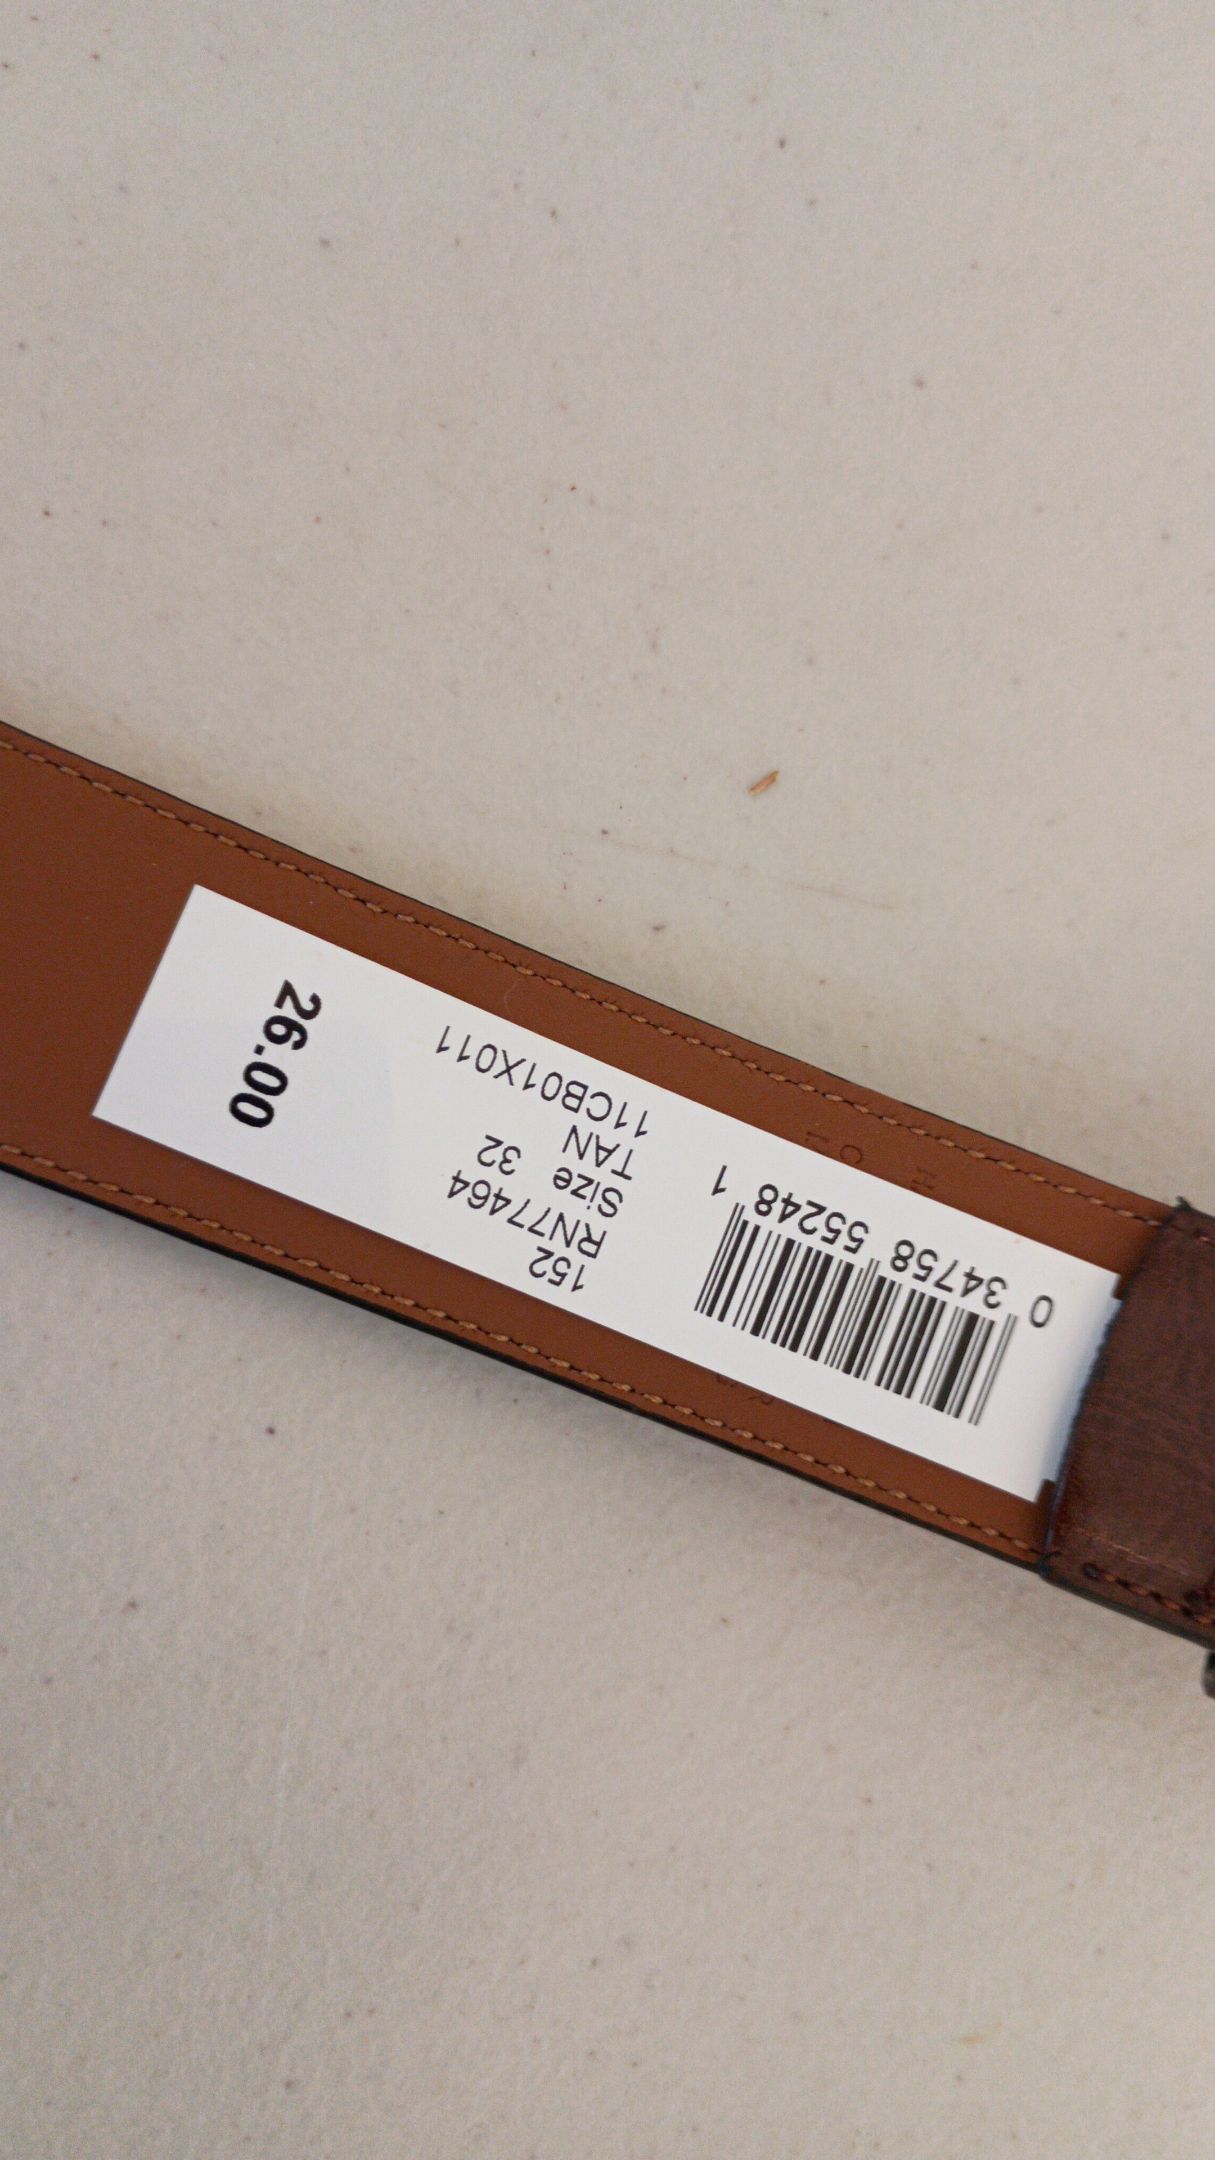 0 34758 55248 1
152
RN77464
Size 32
TAN
11CB01X011
26.00